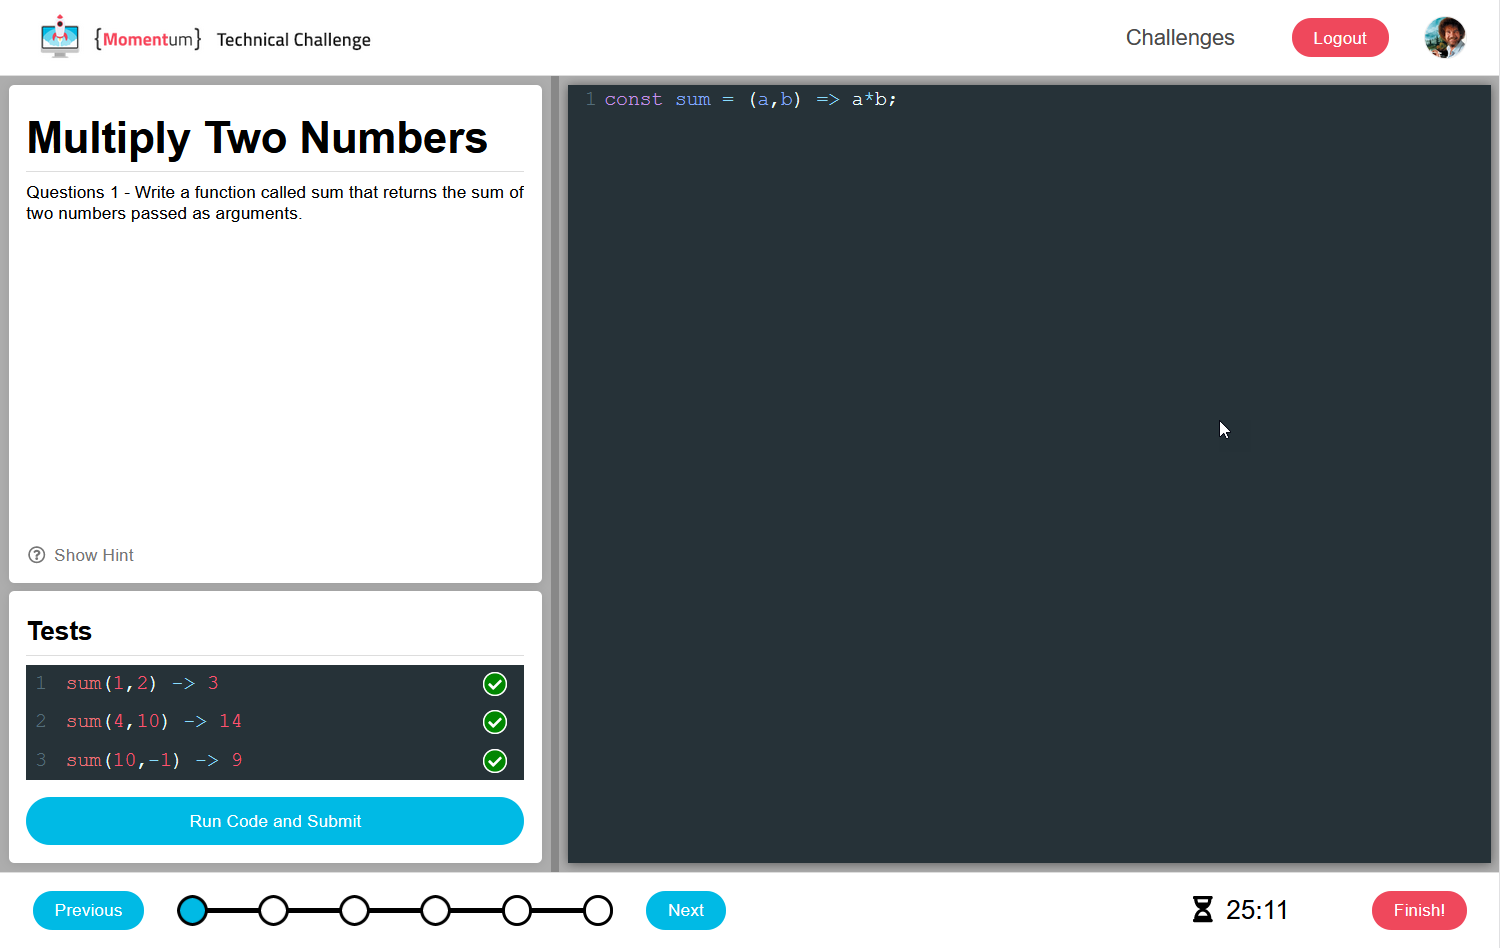 {Momentum} Technical Challenge
Challenges
Logout
Multiply Two Numbers
Questions 1 - Write a function called sum that returns the sum of
two numbers passed as arguments.
Show Hint
Tests
1 sum(1,2) -> 3
2 sum(4,10) -> 14
3 sum(10,-1) -> 9
Run Code and Submit
1 const sum = (a,b) => a*b;
Previous
Next
25:11
Finish!